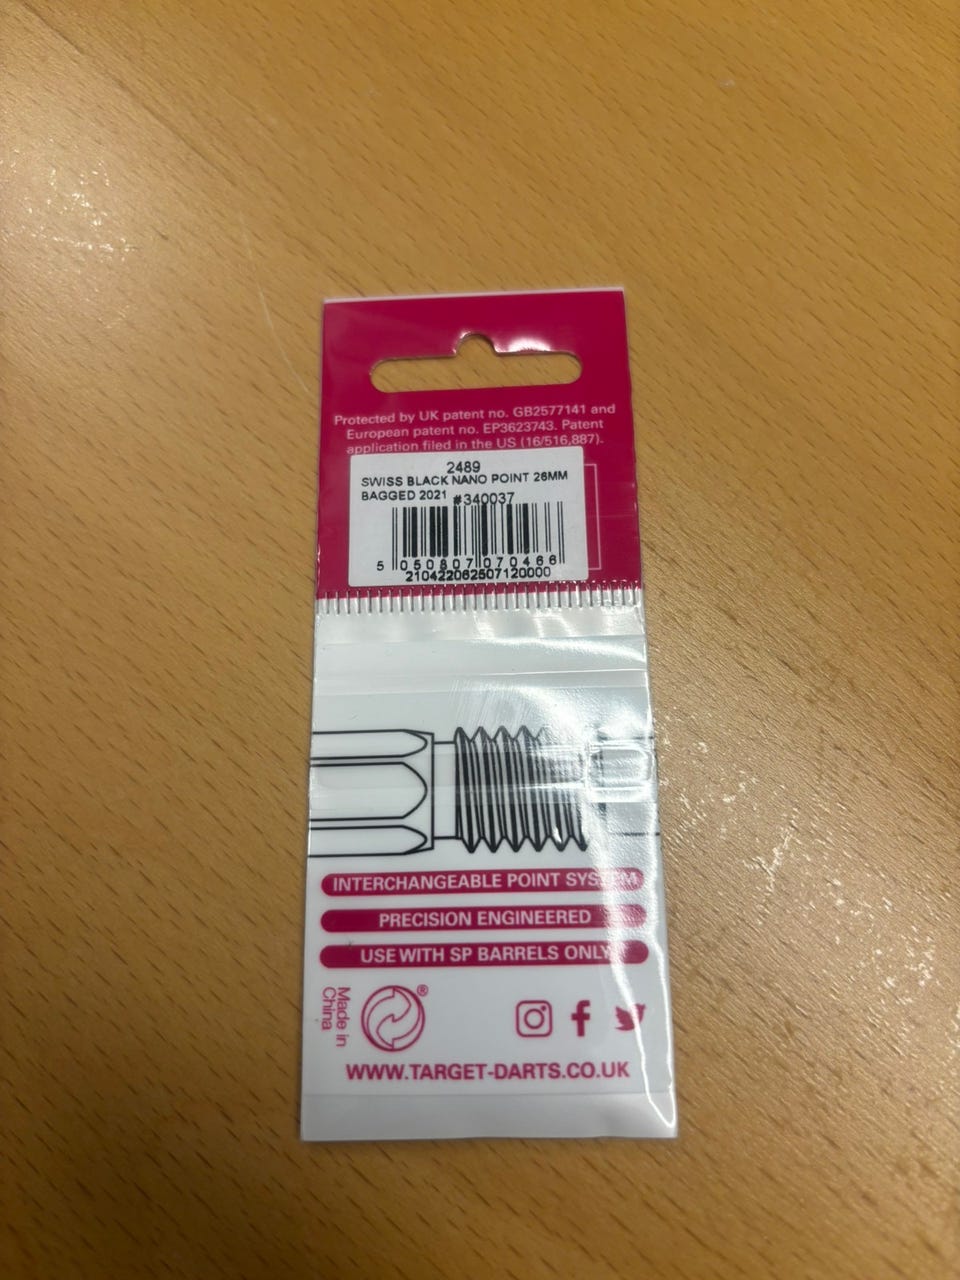 Protected by UK patent no. GB2577141 and
European patent no. EP3623743. Patent
application filed in the US (16/516,887).
2489
SWISS BLACK NANO POINT 26MM
BAGGED 2021 #340037
5 050807 070466
210422062507120000
INTERCHANGEABLE POINT SYSTEM
PRECISION ENGINEERED
USE WITH SP BARRELS ONLY
Made in
China
®
WWW.TARGET-DARTS.CO.UK